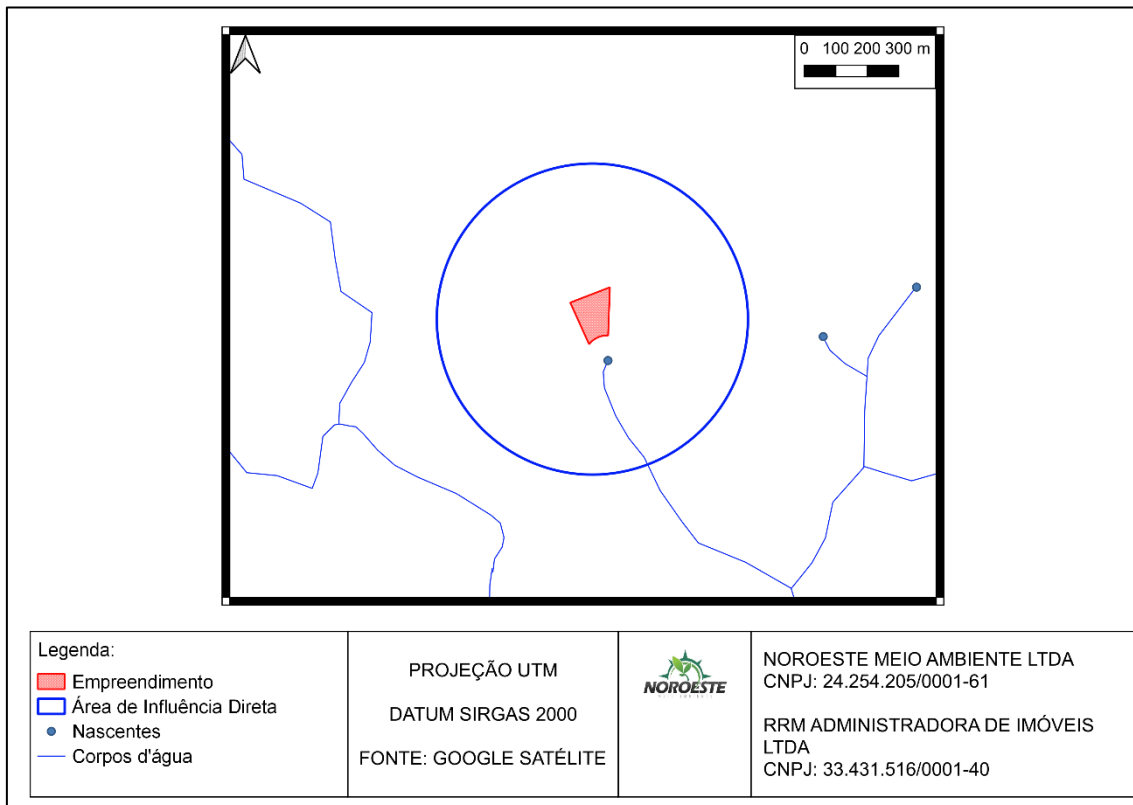 0 100 200 300 m
Legenda:
Empreendimento
Área de Influência Direta
Nascentes
Corpos d'água
PROJEÇÃO UTM
DATUM SIRGAS 2000
FONTE: GOOGLE SATÉLITE
NOROESTE
NOROESTE MEIO AMBIENTE LTDA
CNPJ: 24.254.205/0001-61
RRM ADMINISTRADORA DE IMÓVEIS
LTDA
CNPJ: 33.431.516/0001-40